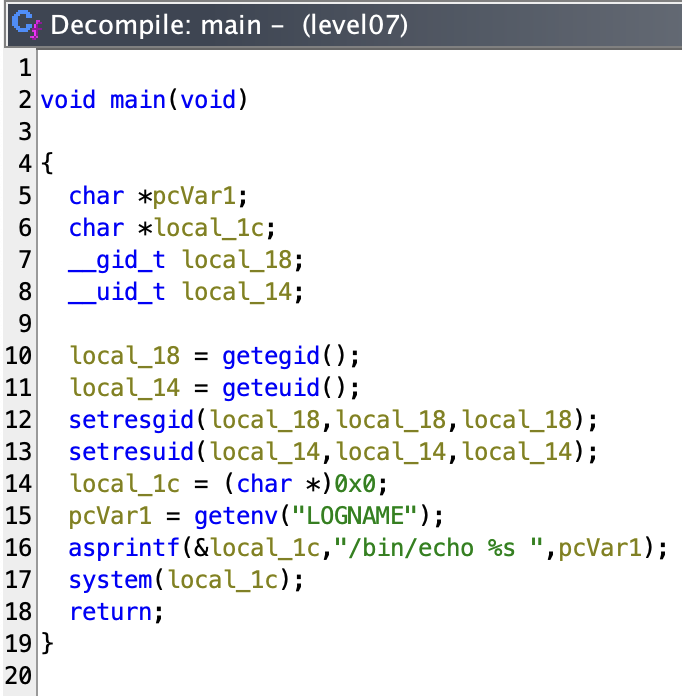 Decompile: main - (level07)
1
2 void main(void)
3
4 {
5   char *pcVar1;
6   char *local_1c;
7   __gid_t local_18;
8   __uid_t local_14;
9
10   local_18 = getegid();
11   local_14 = geteuid();
12   setresgid(local_18,local_18,local_18);
13   setresuid(local_14,local_14,local_14);
14   local_1c = (char *)0x0;
15   pcVar1 = getenv("LOGNAME");
16   asprintf(&local_1c,"/bin/echo %s ",pcVar1);
17   system(local_1c);
18   return;
19 }
20